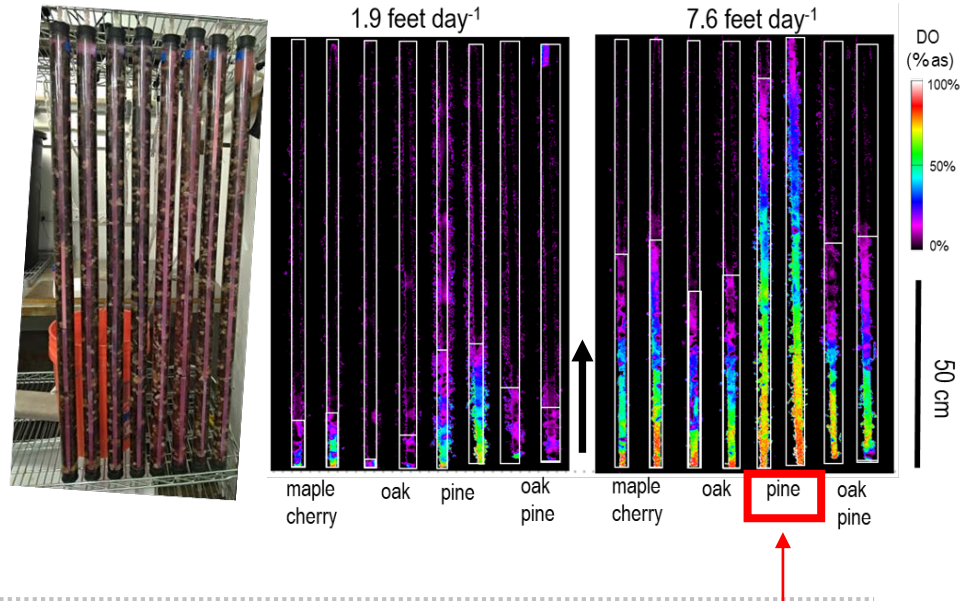 1.9 feet day-1
7.6 feet day-1
DO
(% as)
100%
50%
0%
50 cm
maple
cherry
oak
pine
oak
pine
maple
cherry
oak
pine
oak
pine